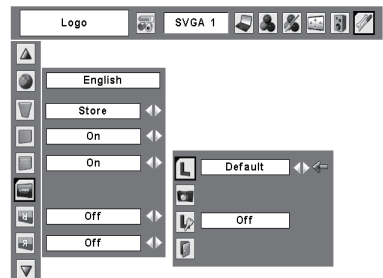 Logo SVGA 1
English
Store
On
On
Default
Off
Off
Off